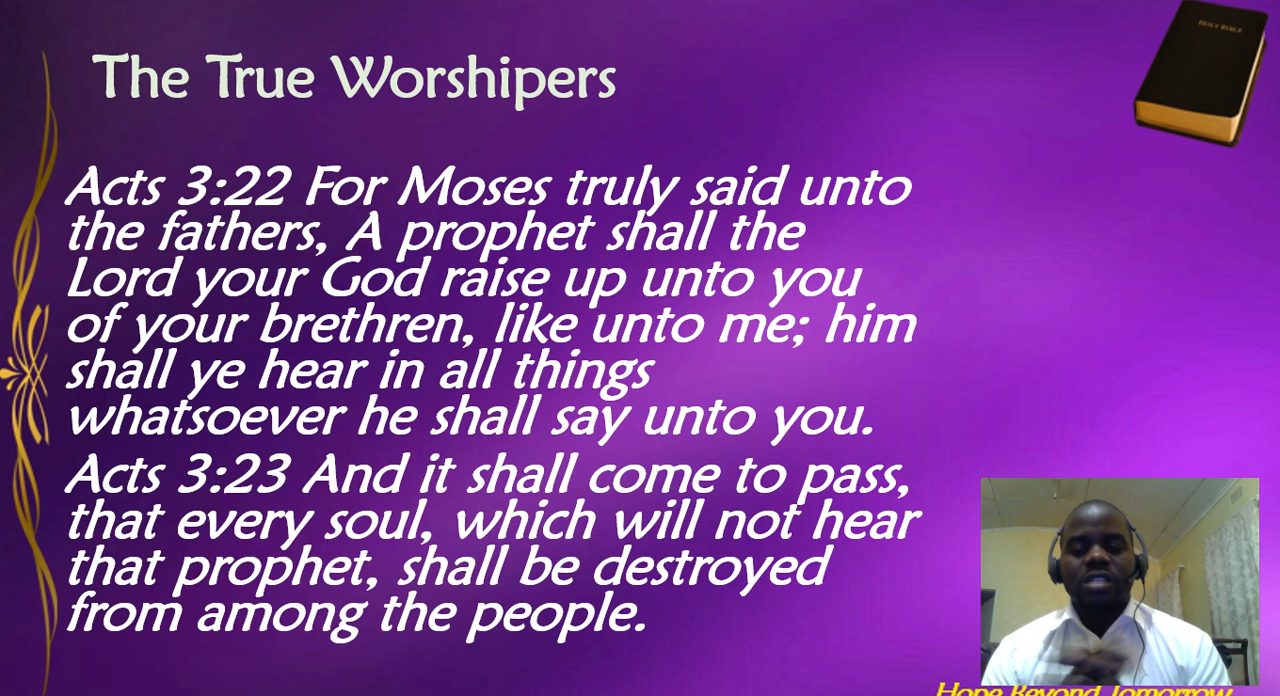 HOLY BIBLE
The True Worshipers
Acts 3:22 For Moses truly said unto
the fathers, A prophet shall the
Lord your God raise up unto you
of your brethren, like unto me; him
shall ye hear in all things
whatsoever he shall say unto you.
Acts 3:23 And it shall come to pass,
that every soul, which will not hear
that prophet, shall be destroyed
from among the people.
Hope Beyond Tomorrow